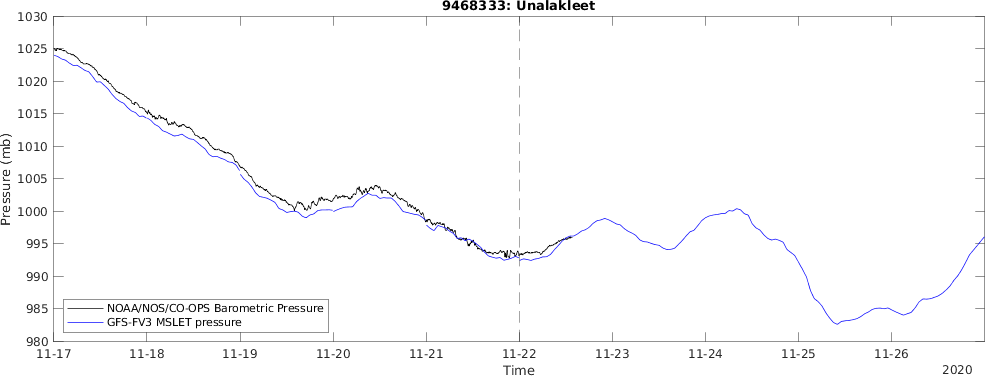 9468333: Unalakleet
1030
1025
1020
1015
1010
1005
1000
995
990
985
980
Pressure (mb)
NOAA/NOS/CO-OPS Barometric Pressure
GFS-FV3 MSLET pressure
11-17 11-18 11-19 11-20 11-21 11-22 11-23 11-24 11-25 11-26
Time
2020